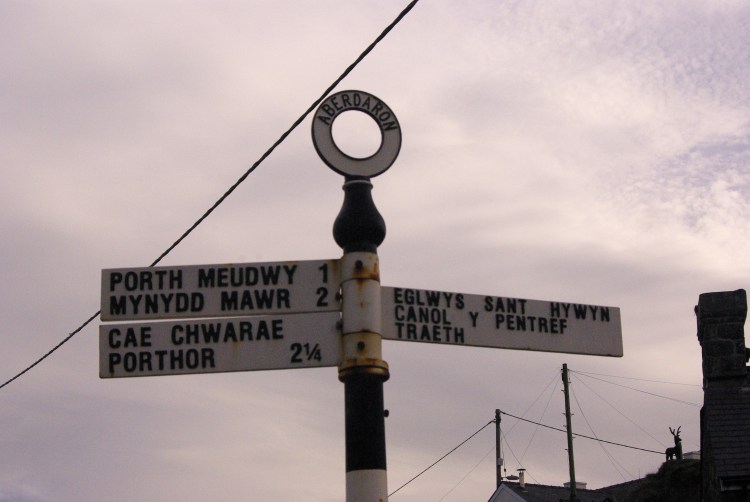 ABERDARON
PORTH MEUDWY 1
MYNYDD MAWR 2
CAE CHWARAE
PORTHOR 2¼
EGLWYS SANT HYWYN
CANOL Y PENTREF
TRAETH